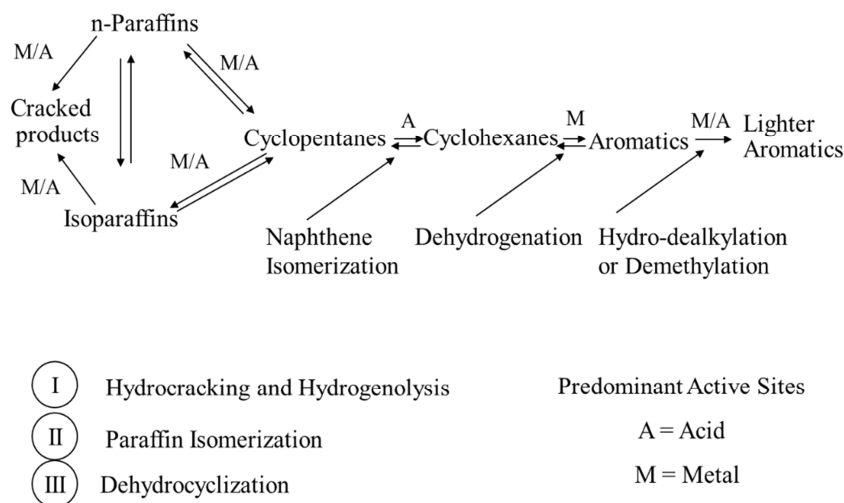 n-Paraffins
M/A
M/A
Cracked
products
Cyclopentanes
A
Cyclohexanes
M
Aromatics
M/A
Lighter
Aromatics
M/A
M/A
Isoparaffins
Naphthene
Isomerization
Dehydrogenation
Hydro-dealkylation
or Demethylation
I
Hydrocracking and Hydrogenolysis
II
Paraffin Isomerization
III
Dehydrocyclization
Predominant Active Sites
A = Acid
M = Metal